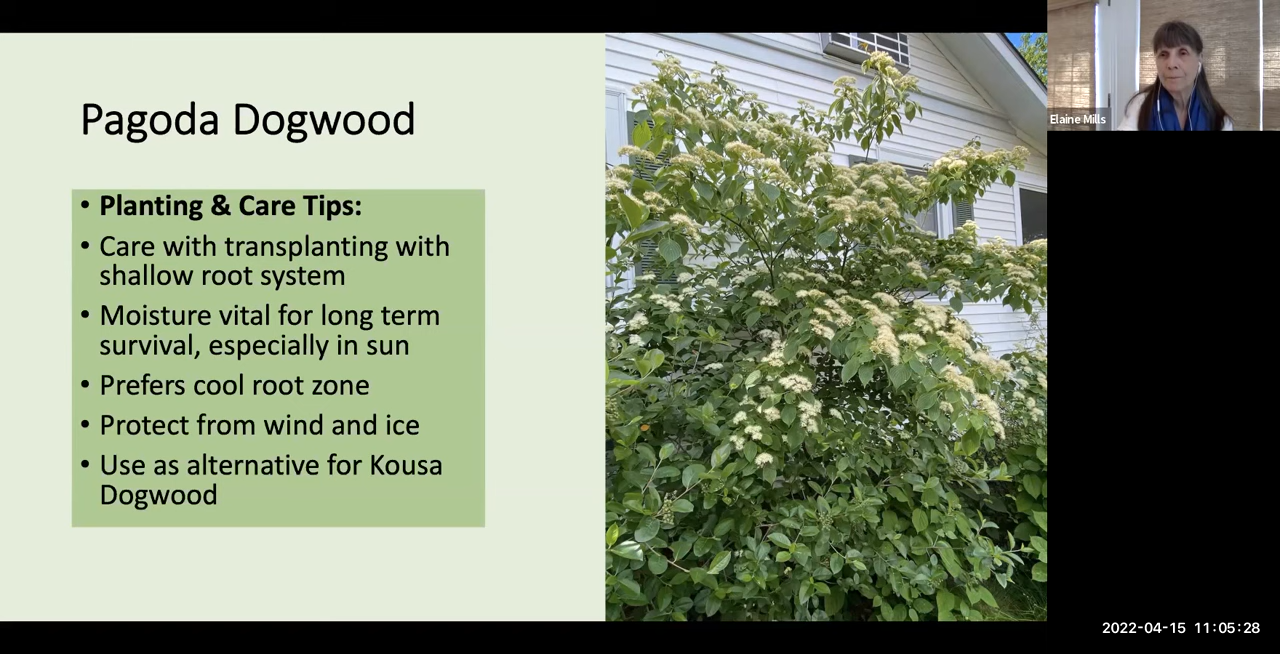 Pagoda Dogwood
• Planting & Care Tips:
• Care with transplanting with
shallow root system
• Moisture vital for long term
survival, especially in sun
• Prefers cool root zone
• Protect from wind and ice
• Use as alternative for Kousa
Dogwood
Elaine Mills
2022-04-15 11:05:28